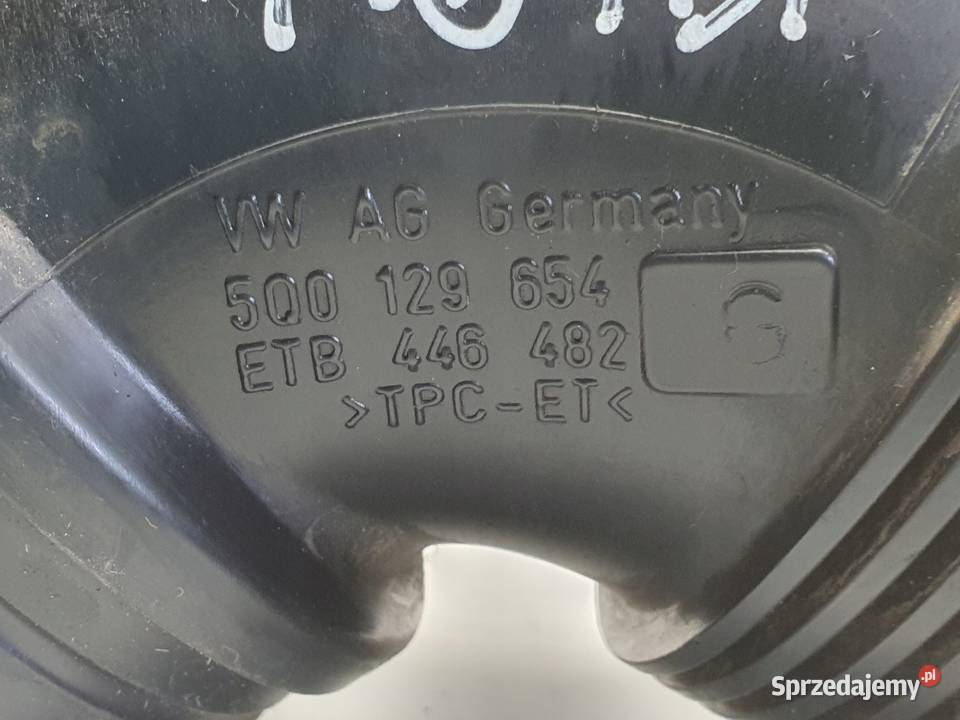 VW AG Germany
5Q0 129 654 G
ETB 446 482
>TPC-ET<
Sprzedajemy.pl